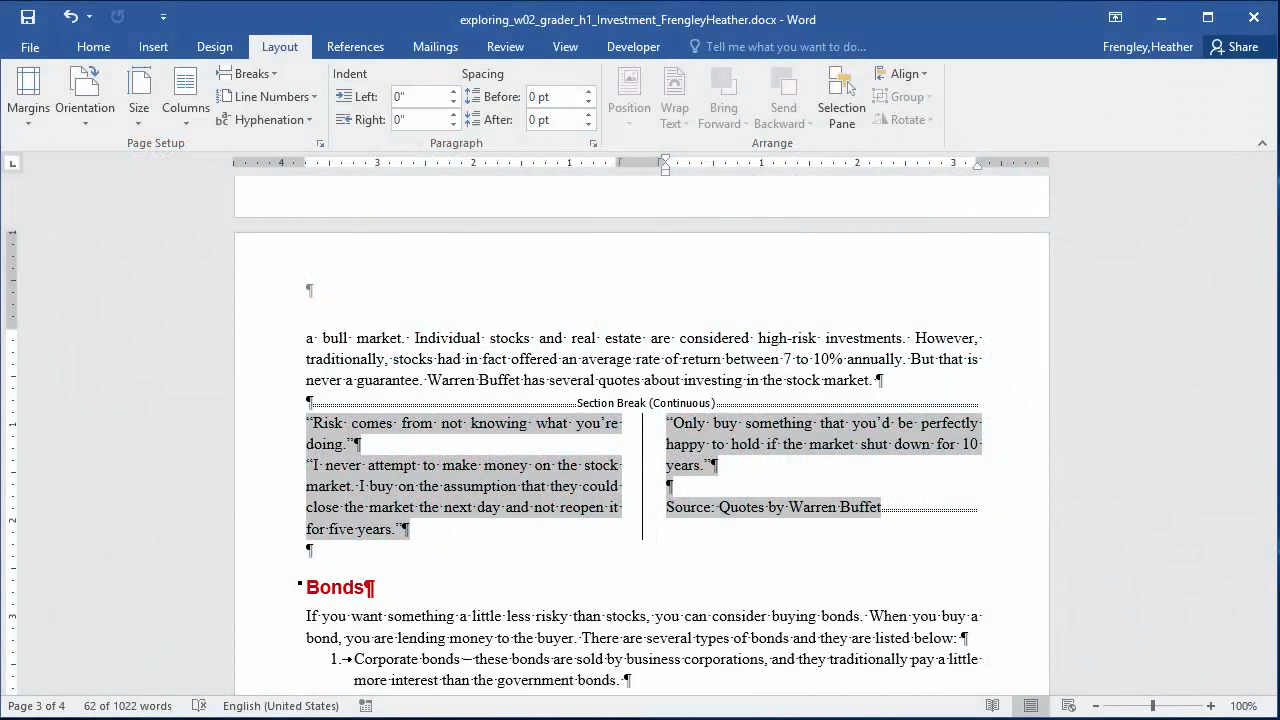 exploring_w02_grader_h1_Investment_FrengleyHeather.docx - Word
File Home Insert Design Layout References Mailings Review View Developer Tell me what you want to do... Frengley,Heather Share
Margins Orientation Size Columns
Breaks
Line Numbers
Hyphenation
Page Setup
Indent
Left: 0"
Right: 0"
Spacing
Before: 0 pt
After: 0 pt
Paragraph
Position
Wrap Text
Bring Forward
Send Backward
Selection Pane
Align
Group
Rotate
Arrange
4 3 2 1 1 2 3
¶
a bull market. Individual stocks and real estate are considered high-risk investments. However,
traditionally, stocks had in fact offered an average rate of return between 7 to 10% annually. But that is
never a guarantee. Warren Buffet has several quotes about investing in the stock market. ¶
¶ Section Break (Continuous)
“Risk comes from not knowing what you’re
doing.”¶
“I never attempt to make money on the stock
market. I buy on the assumption that they could
close the market the next day and not reopen it
for five years.”¶
“Only buy something that you’d be perfectly
happy to hold if the market shut down for 10
years.”¶
¶
Source: Quotes by Warren Buffet
¶
Bonds¶
If you want something a little less risky than stocks, you can consider buying bonds. When you buy a
bond, you are lending money to the buyer. There are several types of bonds and they are listed below: ¶
1.→Corporate bonds – these bonds are sold by business corporations, and they traditionally pay a little
more interest than the government bonds. ¶
1
1
2
3
Page 3 of 4 62 of 1022 words English (United States) 100%